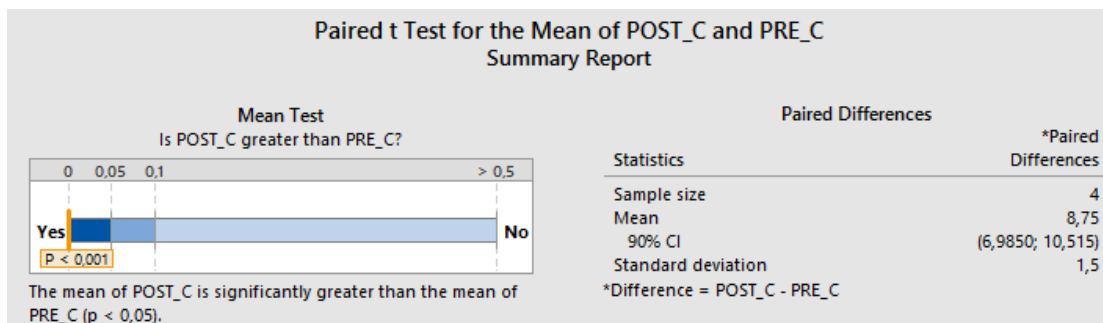 Paired t Test for the Mean of POST_C and PRE_C
Summary Report
Mean Test
Is POST_C greater than PRE_C?
0 0,05 0,1 > 0,5
Yes No
P < 0,001
The mean of POST_C is significantly greater than the mean of
PRE_C (p < 0,05).
Paired Differences
*Paired
Statistics Differences
Sample size 4
Mean 8,75
90% CI (6,9850; 10,515)
Standard deviation 1,5
*Difference = POST_C - PRE_C